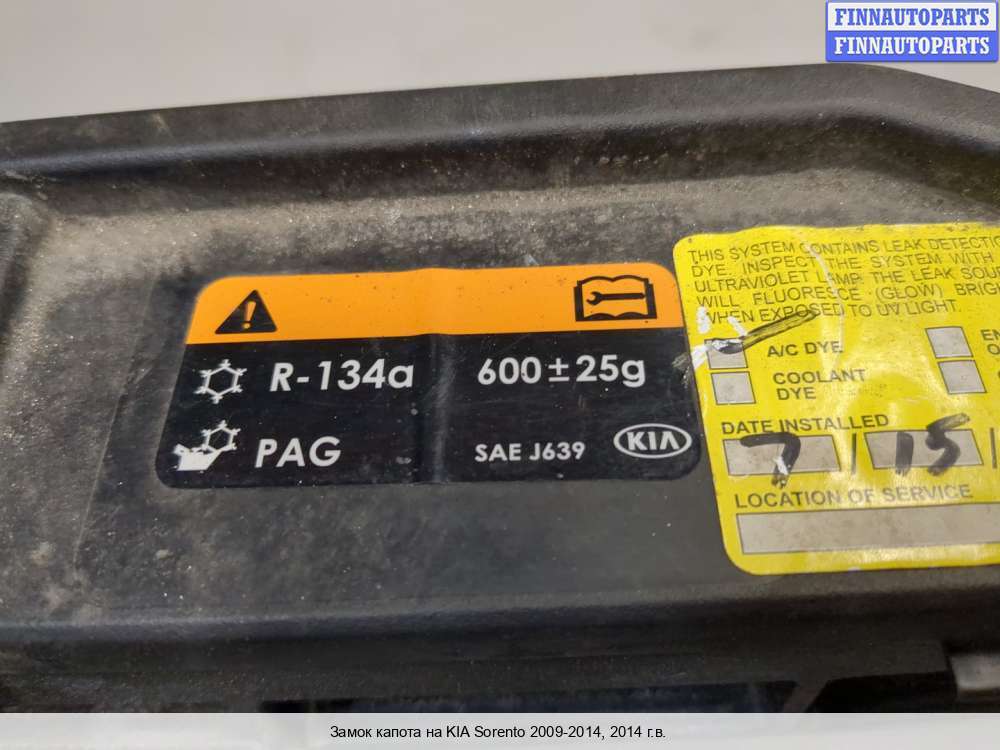 FINNAUTOPARTS
FINNAUTOPARTS
R-134a 600±25g
PAG SAE J639 KIA
THIS SYSTEM CONTAINS LEAK DETECTIO
DYE. INSPECT THE SYSTEM WITH
ULTRAVIOLET LAMP. THE LEAK SOU
WILL FLUORESCE (GLOW) BRIGH
WHEN EXPOSED TO UV LIGHT.
A/C DYE EN
COOLANT
DYE
DATE INSTALLED
7 / 15 /
LOCATION OF SERVICE
Замок капота на KIA Sorento 2009-2014, 2014 г.в.